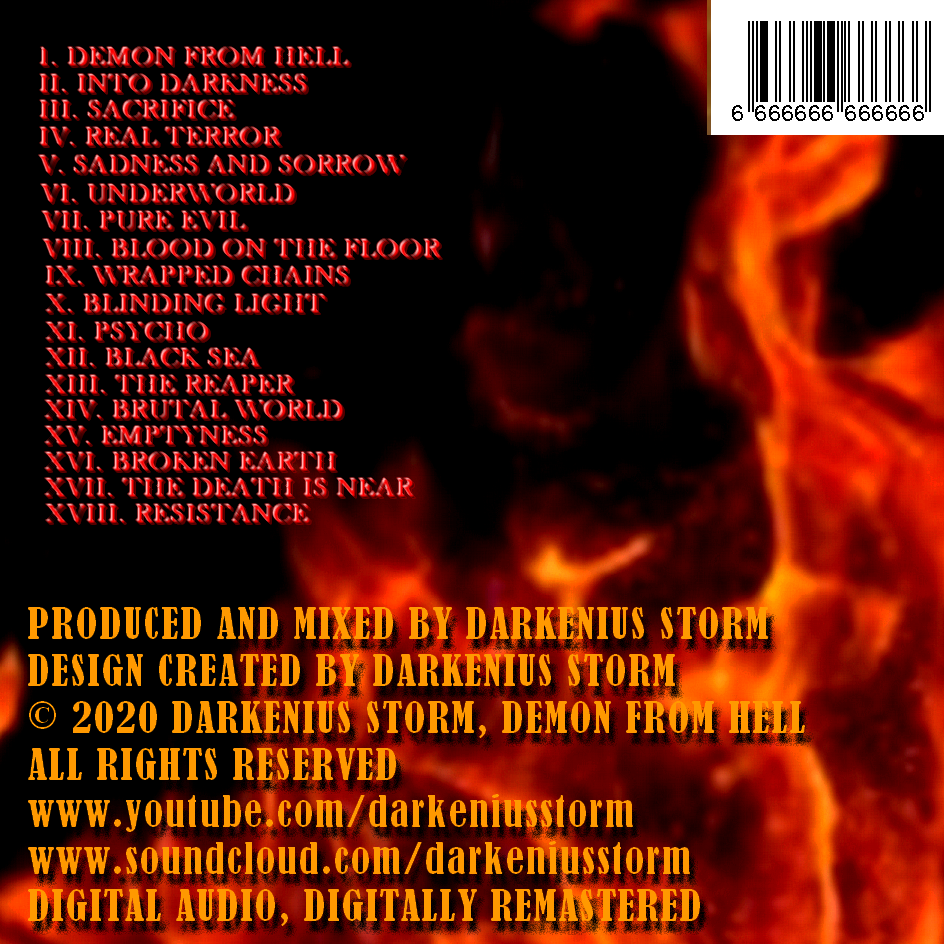 I. DEMON FROM HELL
II. INTO DARKNESS
III. SACRIFICE
IV. REAL TERROR
V. SADNESS AND SORROW
VI. UNDERWORLD
VII. PURE EVIL
VIII. BLOOD ON THE FLOOR
IX. WRAPPED CHAINS
X. BLINDING LIGHT
XI. PSYCHO
XII. BLACK SEA
XIII. THE REAPER
XIV. BRUTAL WORLD
XV. EMPTYNESS
XVI. BROKEN EARTH
XVII. THE DEATH IS NEAR
XVIII. RESISTANCE
6 666666 666666
PRODUCED AND MIXED BY DARKENIUS STORM
DESIGN CREATED BY DARKENIUS STORM
© 2020 DARKENIUS STORM, DEMON FROM HELL
ALL RIGHTS RESERVED
www.youtube.com/darkeniusstorm
www.soundcloud.com/darkeniusstorm
DIGITAL AUDIO, DIGITALLY REMASTERED